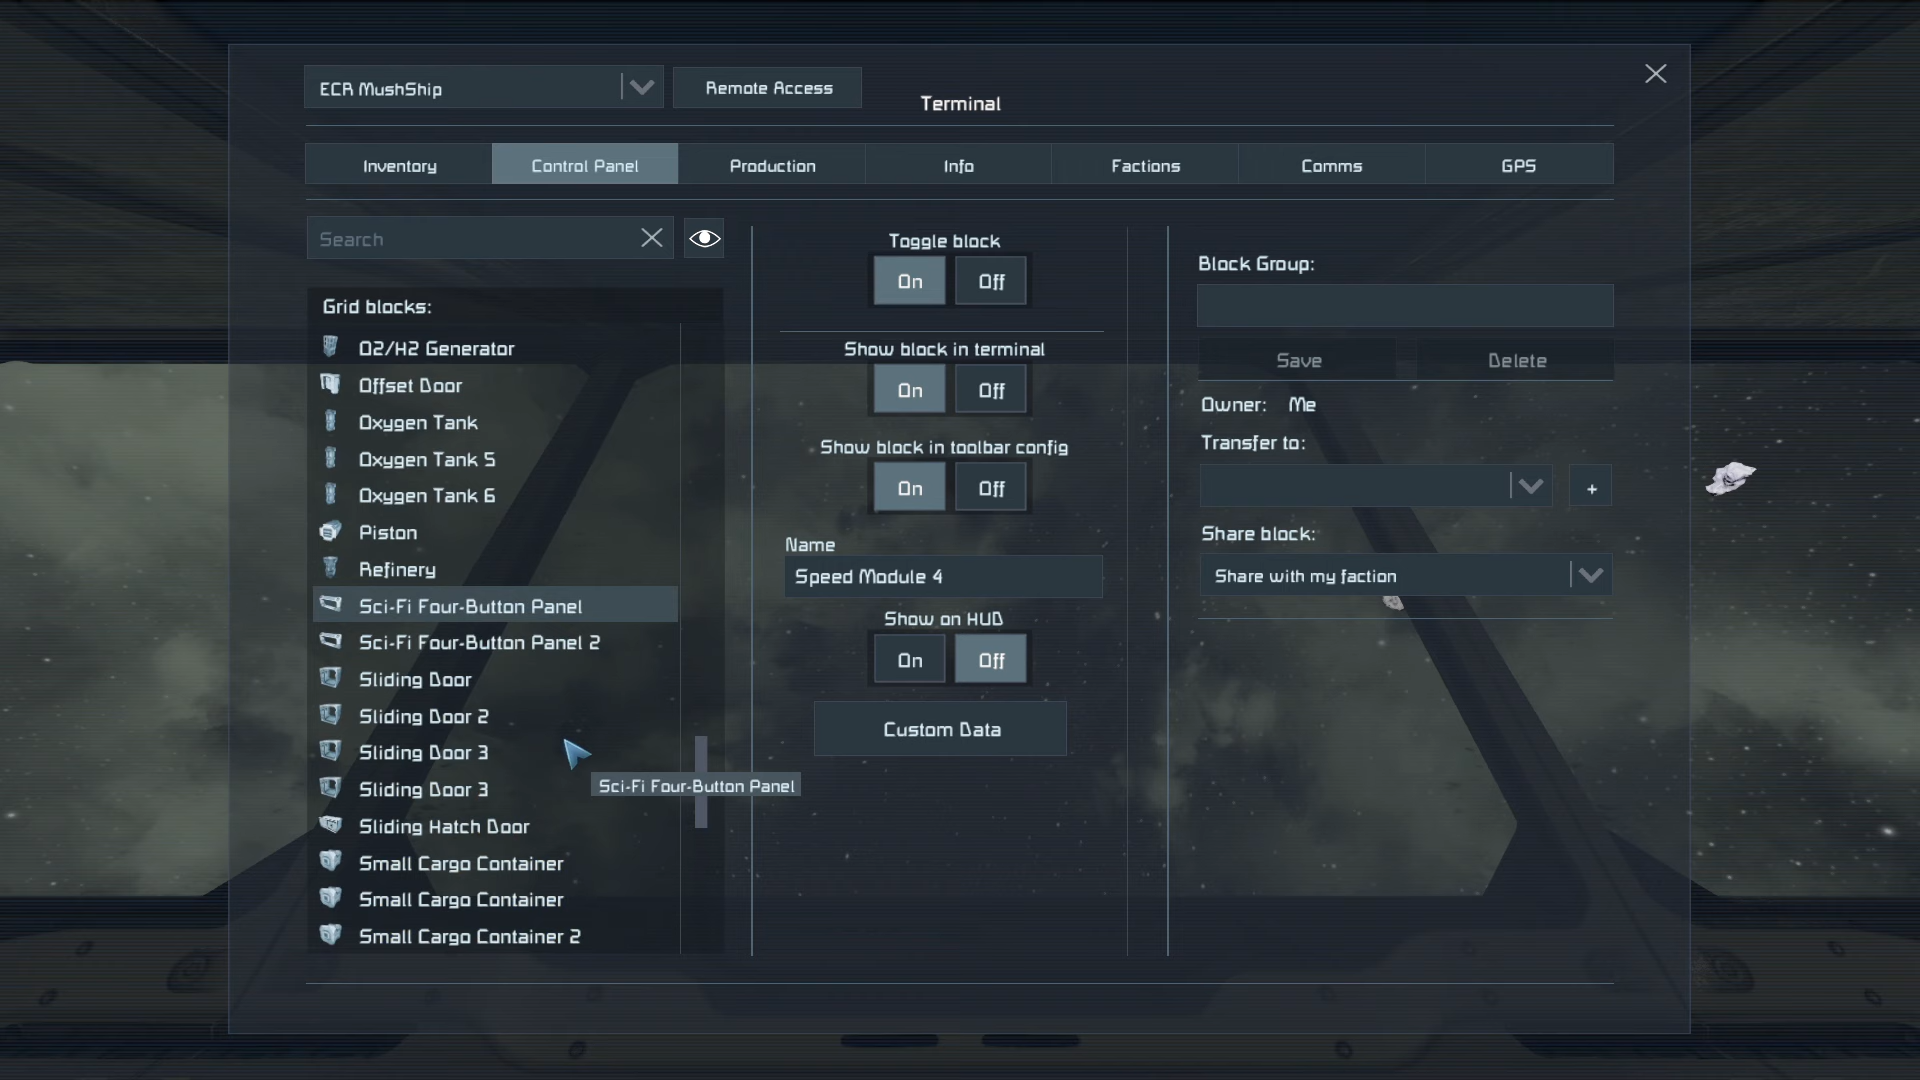 ECR MushShip
Remote Access
Terminal
Inventory
Control Panel
Production
Info
Factions
Comms
GPS
Search
Grid blocks:
O2/H2 Generator
Offset Door
Oxygen Tank
Oxygen Tank 5
Oxygen Tank 6
Piston
Refinery
Sci-Fi Four-Button Panel
Sci-Fi Four-Button Panel 2
Sliding Door
Sliding Door 2
Sliding Door 3
Sliding Door 3
Sliding Hatch Door
Small Cargo Container
Small Cargo Container
Small Cargo Container 2
Sci-Fi Four-Button Panel
Toggle block
On Off
Show block in terminal
On Off
Show block in toolbar config
On Off
Name
Speed Module 4
Show on HUD
On Off
Custom Data
Block Group:
Save Delete
Owner: Me
Transfer to:
+
Share block:
Share with my faction